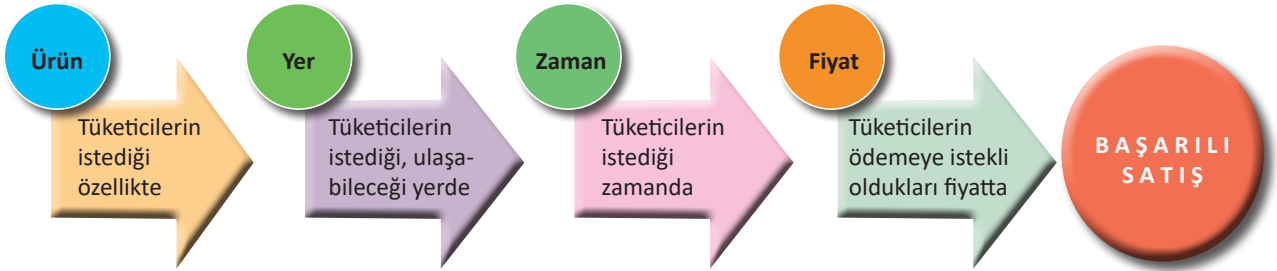 Ürün
Tüketicilerin
istediği
özellikte
Yer
Tüketicilerin
istediği, ulaşa-
bileceği yerde
Zaman
Tüketicilerin
istediği
zamanda
Fiyat
Tüketicilerin
ödemeye istekli
oldukları fiyatta
BAŞARILI
SATIŞ